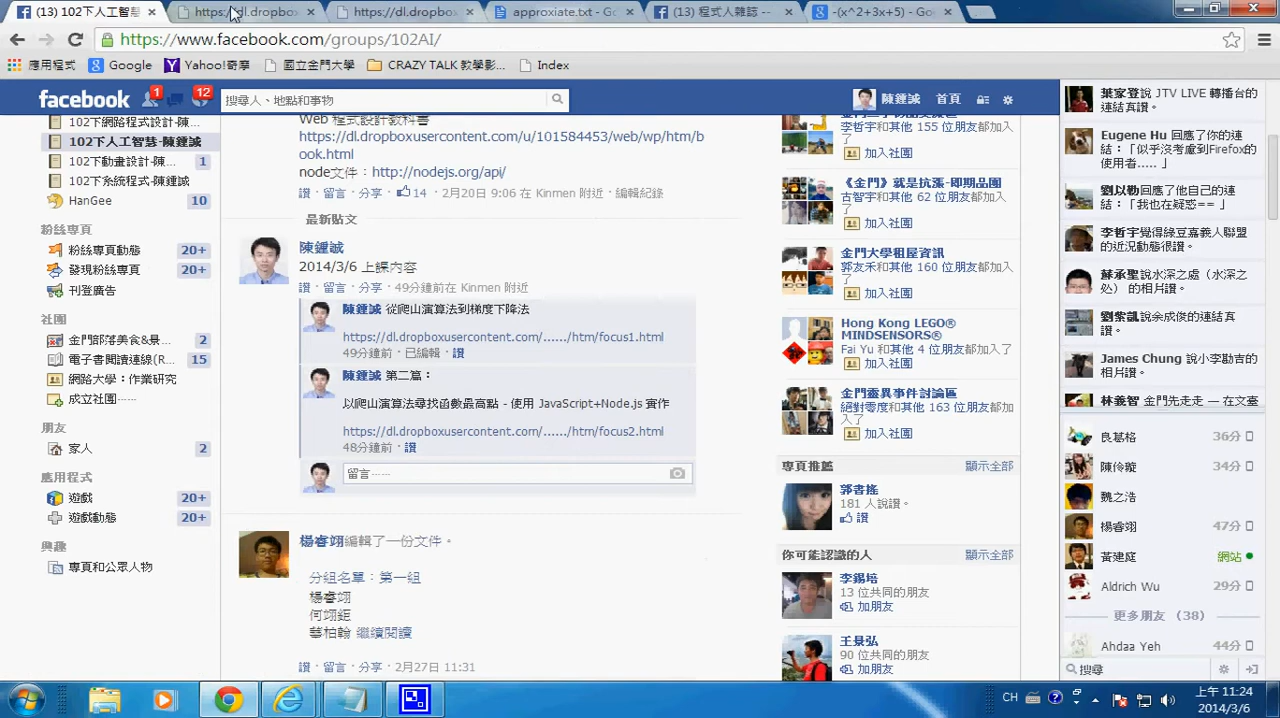 (13) 102下人工智慧
https://dl.dropbox
https://dl.dropbox
approxiate.txt - G
(13) 程式人雜誌 --
-(x^2+3x+5) - Go
https://www.facebook.com/groups/102AI/
應用程式
Google
Yahoo!奇摩
國立金門大學
CRAZY TALK 教學影...
Index
facebook
1
12
搜尋人、地點和事物
陳鍾誠
首頁
102下網路程式設計-陳...
102下人工智慧-陳鍾誠
102下動畫設計-陳...
1
102下系統程式-陳鍾誠
HanGee
10
粉絲專頁
粉絲專頁動態
20+
發現粉絲專頁
20+
刊登廣告
社團
金門部落美食&景...
2
電子書閱讀連線(R...
15
網路大學：作業研究
成立社團……
朋友
家人
2
應用程式
遊戲
20+
遊戲動態
20+
興趣
專頁和公眾人物
Web 程式設計教科書
https://dl.dropboxusercontent.com/u/101584453/web/wp/htm/b
ook.html
node文件：http://nodejs.org/api/
讚 · 留言 · 分享 · 14 · 2月20日 9:06 在 Kinmen 附近 · 編輯紀錄
最新貼文
陳鍾誠
2014/3/6 上課內容
讚 · 留言 · 分享 · 49分鐘前在 Kinmen 附近
陳鍾誠 從爬山演算法到梯度下降法
https://dl.dropboxusercontent.com/....../htm/focus1.html
49分鐘前 · 已編輯 · 讚
陳鍾誠 第二篇：
以爬山演算法尋找函數最高點 - 使用 JavaScript+Node.js 實作
https://dl.dropboxusercontent.com/....../htm/focus2.html
48分鐘前 · 讚
留言……
楊睿翊編輯了一份文件。
分組名單：第一組
楊睿翊
何翊鉅
華柏翰 繼續閱讀
讚 · 留言 · 分享 · 2月27日 11:31
李哲宇和其他 155 位朋友都加入
了
加入社團
《金門》就是抗漲-即期品團
古智宇和其他 62 位朋友加入
了
加入社團
金門大學租屋資訊
郭友禾和其他 160 位朋友加入
了
加入社團
Hong Kong LEGO®
MINDSENSORS®
Fai Yu 和其他 4 位朋友加入了
加入社團
金門靈異事件討論區
絕對零度和其他 163 位朋友加
入了
加入社團
專頁推薦
顯示全部
郭書瑤
181 人說讚。
讚
你可能認識的人
顯示全部
李錫培
13 位共同的朋友
加朋友
王景弘
90 位共同的朋友
加朋友
葉家登說 JTV LIVE 轉播台的
連結真讚。
Eugene Hu 回應了你的連
結：「似乎沒考慮到Firefox的
使用者..... 」
劉以勒回應了他自己的連
結：「我也在疑惑== 」
李哲宇覺得綠豆嘉義人聯盟
的近況動態很讚。
蘇承聖說水深之處（水
）的相片讚。
劉紫凱說余成俊的連結真
讚。
James Chung 說小李勵吉的
相片讚。
林義智 金門先走走 — 在文臺
良葛格
36分
陳伶璇
34分
魏之浩
楊睿翊
47分
黃建庭
網站
Aldrich Wu
29分
更多朋友 (38)
Ahdaa Yeh
44分
搜尋
CH
上午 11:24
2014/3/6